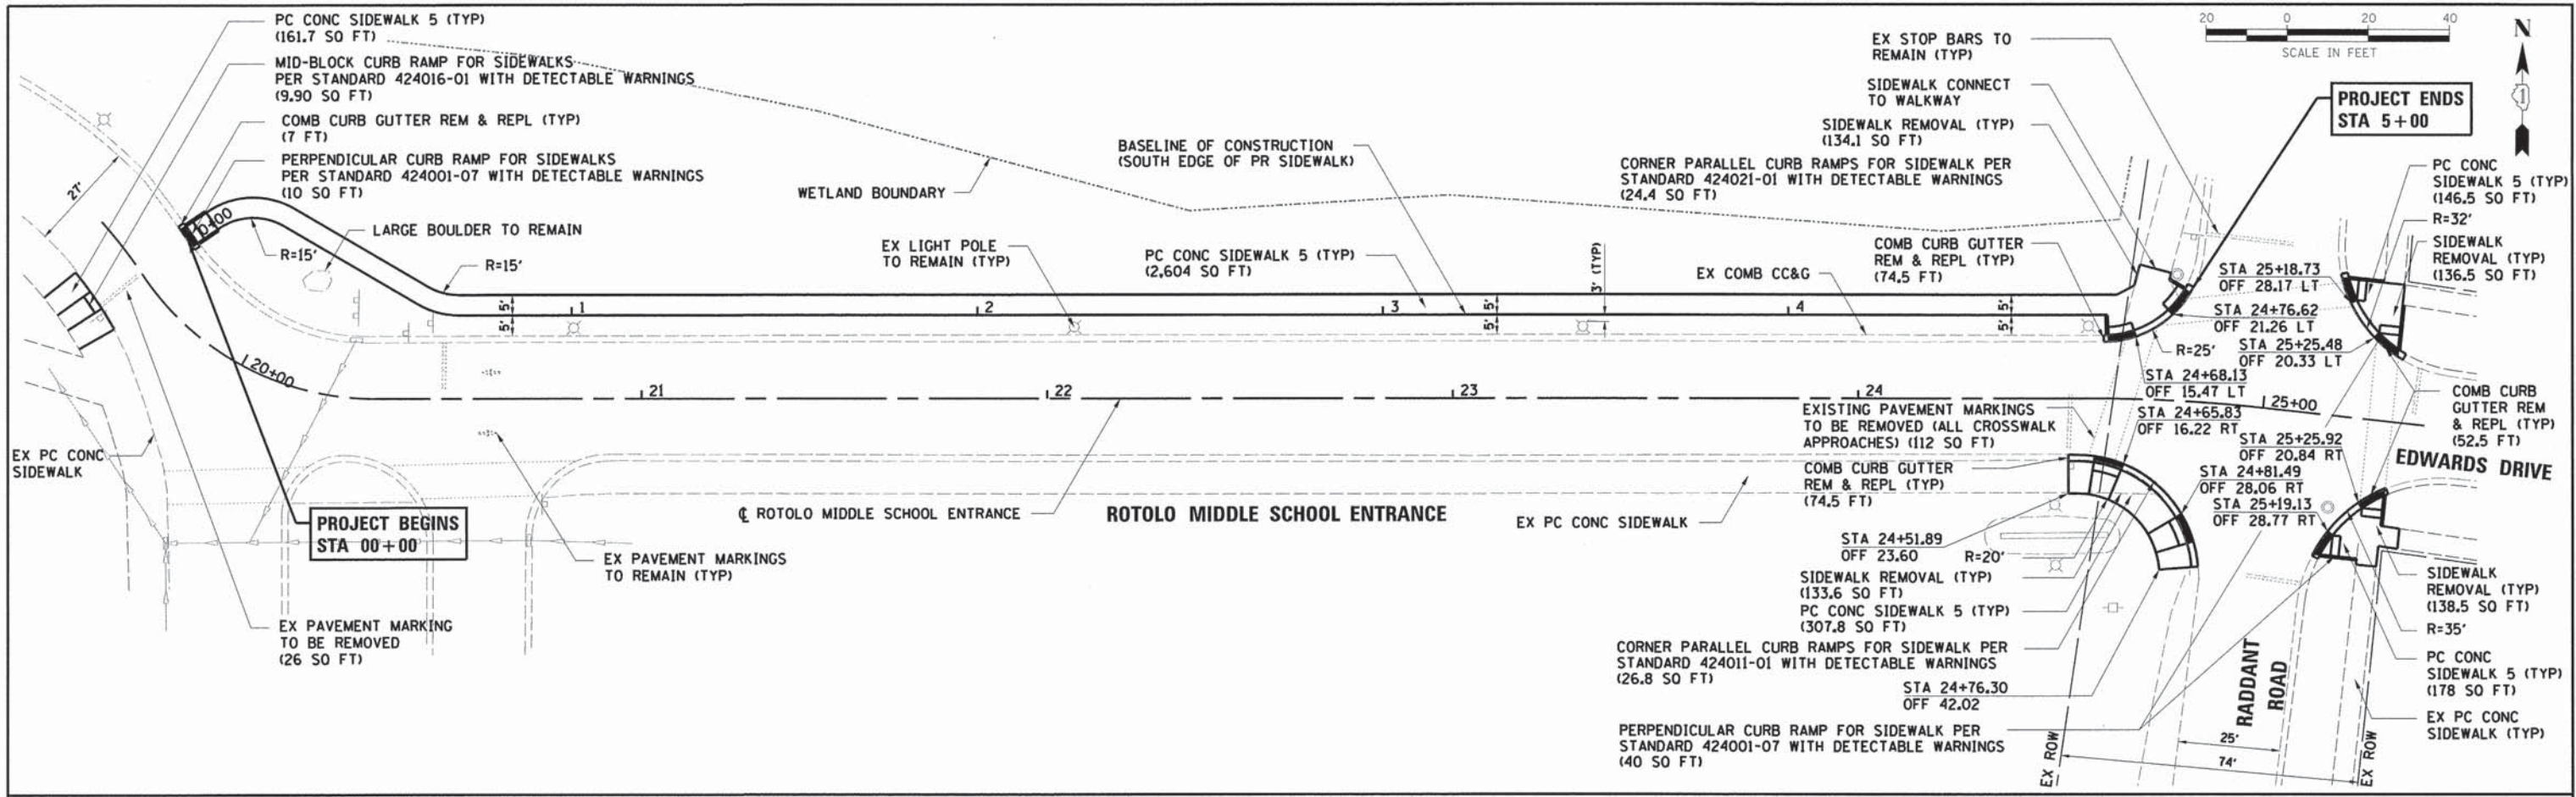 PC CONC SIDEWALK 5 (TYP)
(161.7 SQ FT)
MID-BLOCK CURB RAMP FOR SIDEWALKS
PER STANDARD 424016-01 WITH DETECTABLE WARNINGS
(9.90 SQ FT)
COMB CURB GUTTER REM & REPL (TYP)
(7 FT)
PERPENDICULAR CURB RAMP FOR SIDEWALKS
PER STANDARD 424001-07 WITH DETECTABLE WARNINGS
(10 SQ FT)
27'
0+00
R=15'
LARGE BOULDER TO REMAIN
R=15'
WETLAND BOUNDARY
EX LIGHT POLE
TO REMAIN (TYP)
BASELINE OF CONSTRUCTION
(SOUTH EDGE OF PR SIDEWALK)
PC CONC SIDEWALK 5 (TYP)
(2,604 SQ FT)
3' (TYP)
EX COMB CC&G
5'
5'
1
2
3
5'
5'
4
5'
5'
EX STOP BARS TO
REMAIN (TYP)
SIDEWALK CONNECT
TO WALKWAY
SIDEWALK REMOVAL (TYP)
(134.1 SQ FT)
CORNER PARALLEL CURB RAMPS FOR SIDEWALK PER
STANDARD 424021-01 WITH DETECTABLE WARNINGS
(24.4 SQ FT)
COMB CURB GUTTER
REM & REPL (TYP)
(74.5 FT)
20 0 20 40
SCALE IN FEET
N
1
PROJECT ENDS
STA 5+00
PC CONC
SIDEWALK 5 (TYP)
(146.5 SQ FT)
R=32'
SIDEWALK
REMOVAL (TYP)
(136.5 SQ FT)
STA 25+18.73
OFF 28.17 LT
STA 24+76.62
OFF 21.26 LT
STA 25+25.48
OFF 20.33 LT
R=25'
STA 24+68.13
OFF 15.47 LT
STA 24+65.83
OFF 16.22 RT
25+00
COMB CURB
GUTTER REM
& REPL (TYP)
(52.5 FT)
20+00
21
22
23
24
EX PC CONC
SIDEWALK
PROJECT BEGINS
STA 00+00
EX PAVEMENT MARKING
TO BE REMOVED
(26 SQ FT)
EX PAVEMENT MARKINGS
TO REMAIN (TYP)
℄ ROTOLO MIDDLE SCHOOL ENTRANCE
ROTOLO MIDDLE SCHOOL ENTRANCE
EX PC CONC SIDEWALK
EXISTING PAVEMENT MARKINGS
TO BE REMOVED (ALL CROSSWALK
APPROACHES) (112 SQ FT)
COMB CURB GUTTER
REM & REPL (TYP)
(74.5 FT)
STA 24+51.89
OFF 23.60
R=20'
SIDEWALK REMOVAL (TYP)
(133.6 SQ FT)
PC CONC SIDEWALK 5 (TYP)
(307.8 SQ FT)
CORNER PARALLEL CURB RAMPS FOR SIDEWALK PER
STANDARD 424011-01 WITH DETECTABLE WARNINGS
(26.8 SQ FT)
STA 24+76.30
OFF 42.02
PERPENDICULAR CURB RAMP FOR SIDEWALK PER
STANDARD 424001-07 WITH DETECTABLE WARNINGS
(40 SQ FT)
STA 25+25.92
OFF 20.84 RT
STA 24+81.49
OFF 28.06 RT
STA 25+19.13
OFF 28.77 RT
EDWARDS DRIVE
SIDEWALK
REMOVAL (TYP)
(138.5 SQ FT)
R=35'
PC CONC
SIDEWALK 5 (TYP)
(178 SQ FT)
EX PC CONC
SIDEWALK (TYP)
RADDANT
ROAD
EX ROW
25'
74'
EX ROW